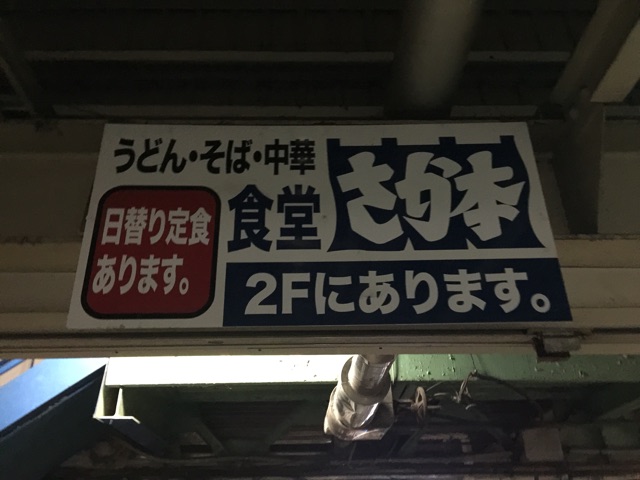 うどん・そば・中華
食堂
さか本
日替り定食
あります。
2Fにあります。